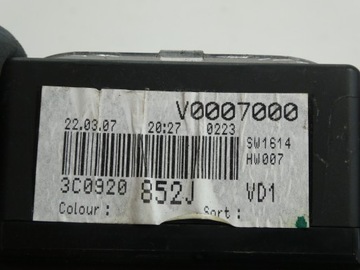 V0007000
22.03.07 20:27 0223
SW1614
HW007
3C0920 852J VD1
Colour : Sort :